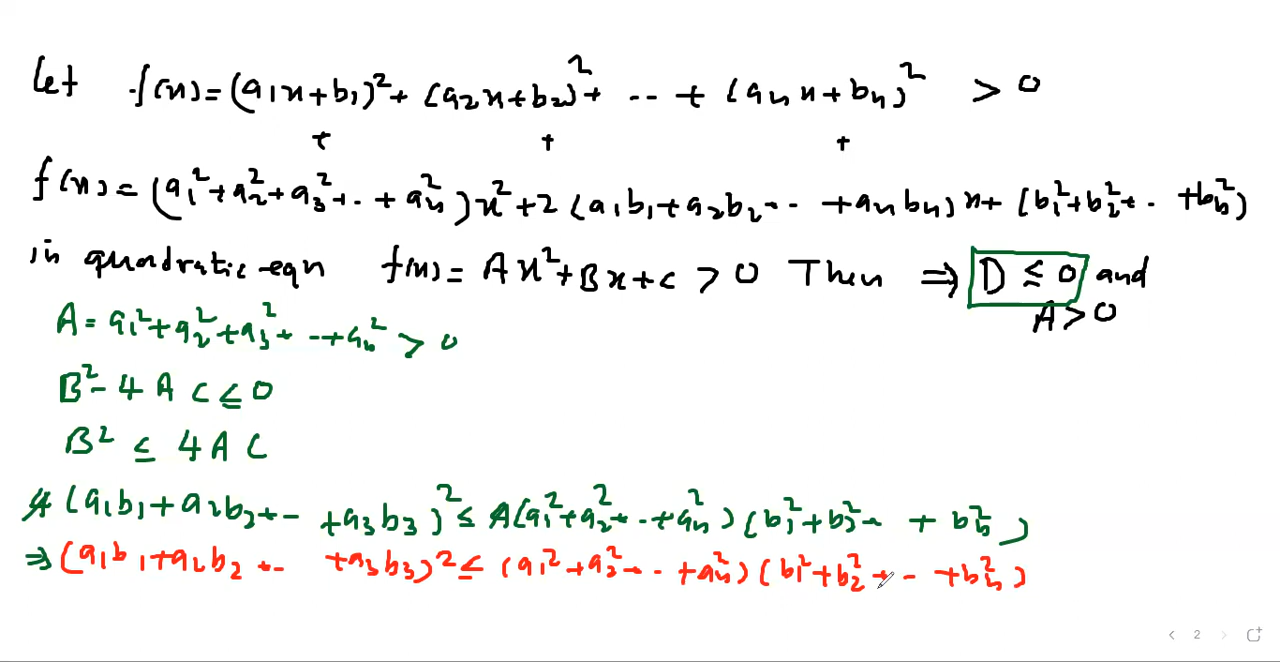 Let f(x) = (a₁x+b₁)² + (a₂x+b₂)² + -- + (aₙx+bₙ)² > 0
+ + +
f(x) = (a₁²+a₂²+a₃²+-- + aₙ²)x² + 2(a₁b₁+a₂b₂-- +aₙbₙ)x + (b₁²+b₂²+-- +bₙ²)
in quadratic eqn f(x) = Ax²+Bx+C > 0 Then ⇒ D ≤ 0 and
A > 0
A = a₁²+a₂²+a₃²+--+aₙ² > 0
B²-4AC ≤ 0
B² ≤ 4AC
4(a₁b₁+a₂b₂+-- +a₃b₃)² ≤ 4(a₁²+a₂²+--+aₙ²)(b₁²+b₂²-- + bₙ²)
⇒ (a₁b₁+a₂b₂+-- +a₃b₃)² ≤ (a₁²+a₂²+-- +aₙ²)(b₁²+b₂²+-- +bₙ²)
2